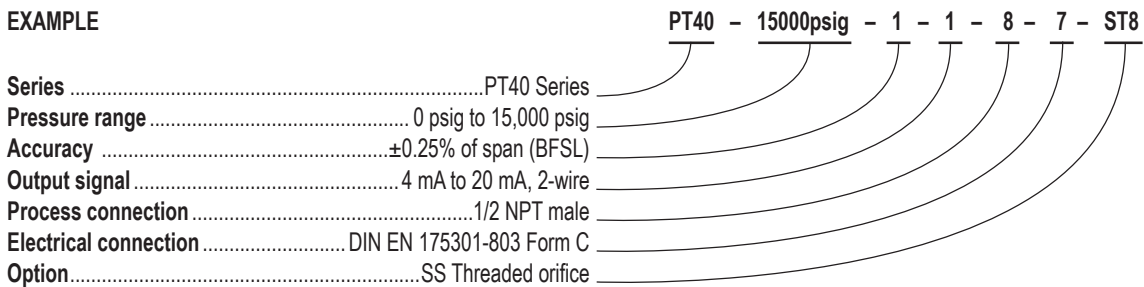 EXAMPLE PT40 – 15000psig – 1 – 1 – 8 – 7 – ST8
Series ........................................................................PT40 Series
Pressure range ............................................. 0 psig to 15,000 psig
Accuracy ..................................................±0.25% of span (BFSL)
Output signal .............................................. 4 mA to 20 mA, 2-wire
Process connection .................................................1/2 NPT male
Electrical connection ......................... DIN EN 175301-803 Form C
Option.............................................................SS Threaded orifice